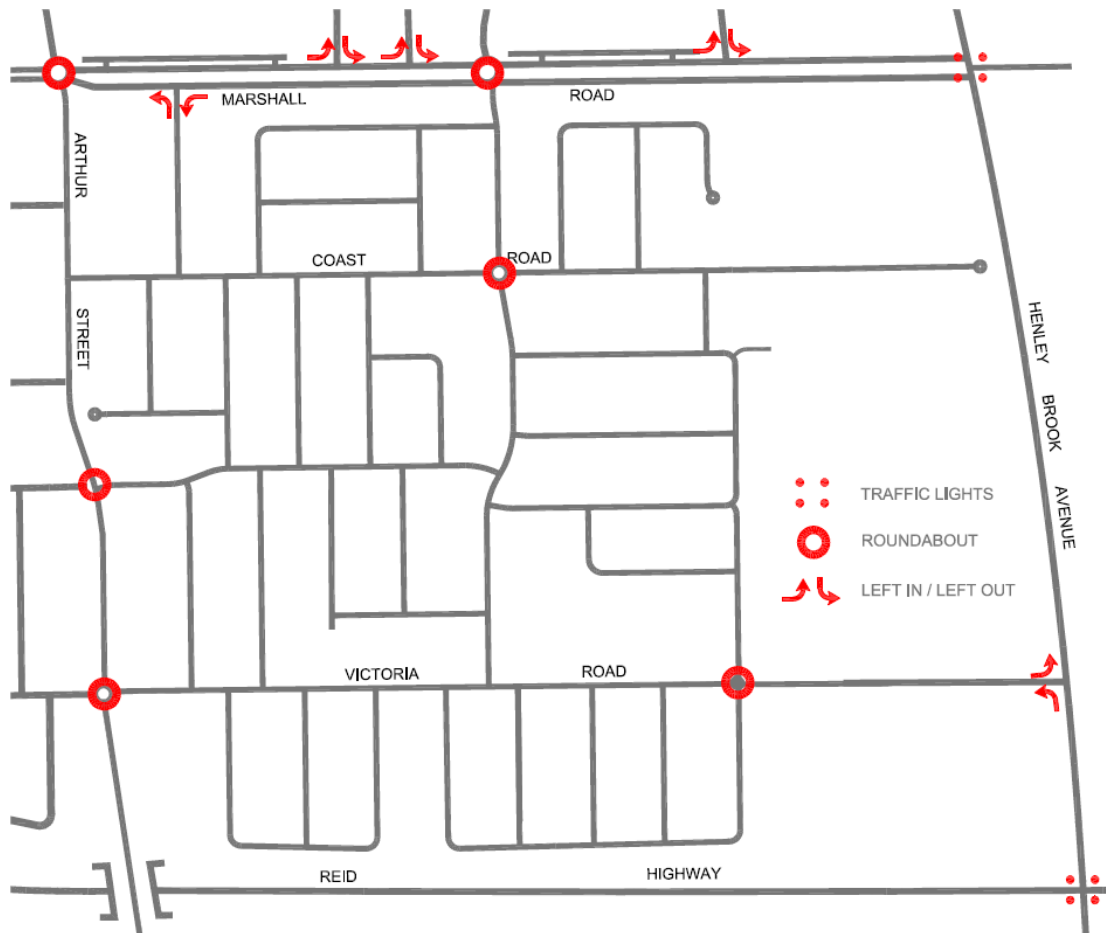 MARSHALL
ROAD
ARTHUR
STREET
COAST
ROAD
HENLEY
BROOK
AVENUE
TRAFFIC LIGHTS
ROUNDABOUT
LEFT IN / LEFT OUT
VICTORIA
ROAD
REID
HIGHWAY